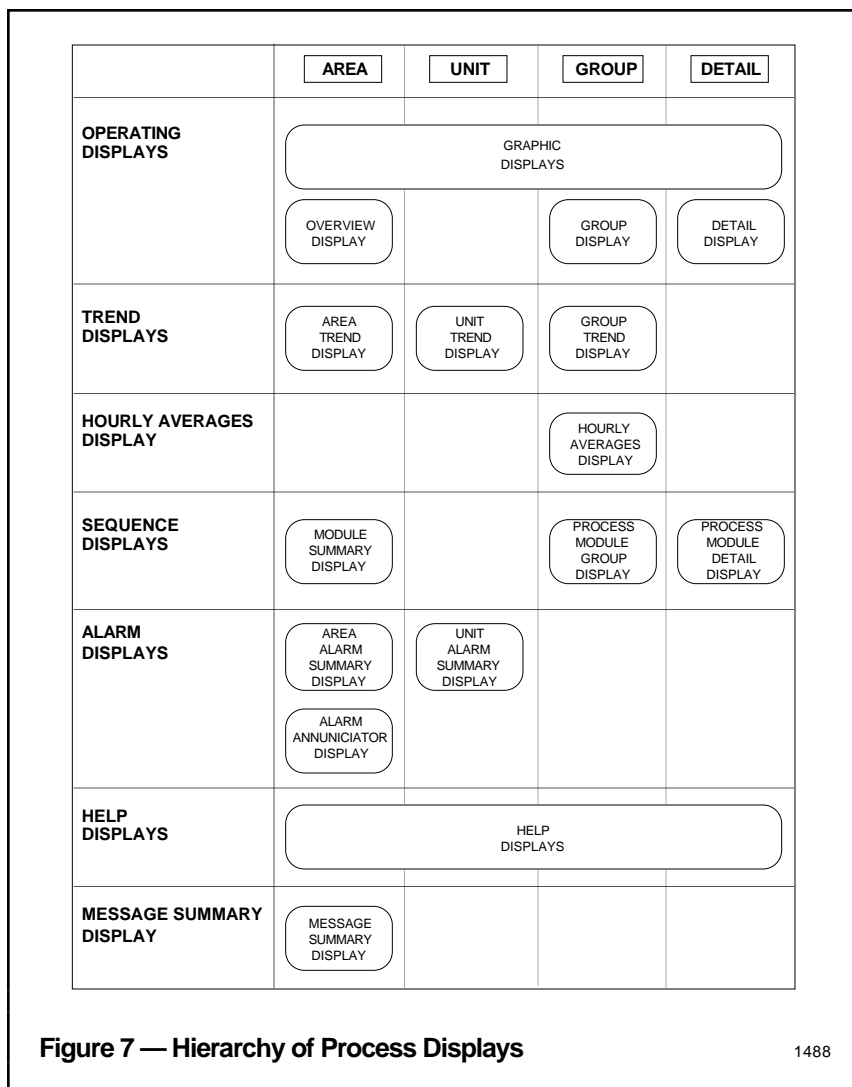 AREA UNIT GROUP DETAIL
OPERATING
DISPLAYS
GRAPHIC
DISPLAYS
OVERVIEW
DISPLAY
GROUP
DISPLAY
DETAIL
DISPLAY
TREND
DISPLAYS
AREA
TREND
DISPLAY
UNIT
TREND
DISPLAY
GROUP
TREND
DISPLAY
HOURLY AVERAGES
DISPLAY
HOURLY
AVERAGES
DISPLAY
SEQUENCE
DISPLAYS
MODULE
SUMMARY
DISPLAY
PROCESS
MODULE
GROUP
DISPLAY
PROCESS
MODULE
DETAIL
DISPLAY
ALARM
DISPLAYS
AREA
ALARM
SUMMARY
DISPLAY
UNIT
ALARM
SUMMARY
DISPLAY
ALARM
ANNUNICIATOR
DISPLAY
HELP
DISPLAYS
HELP
DISPLAYS
MESSAGE SUMMARY
DISPLAY
MESSAGE
SUMMARY
DISPLAY
Figure 7 — Hierarchy of Process Displays
1488